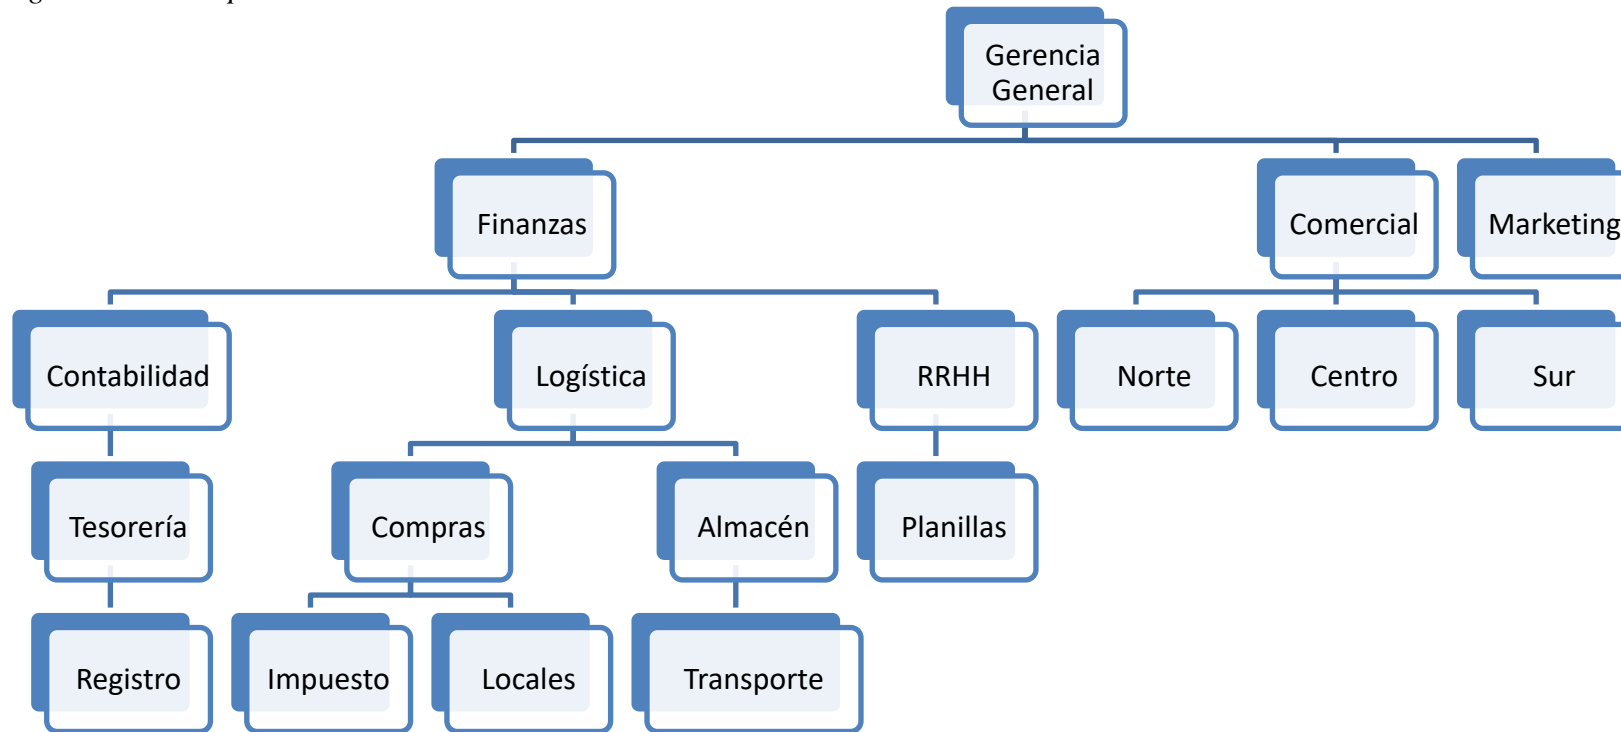 Gerencia
General
Finanzas
Comercial
Marketing
Contabilidad
Logística
RRHH
Norte
Centro
Sur
Tesorería
Compras
Almacén
Planillas
Registro
Impuesto
Locales
Transporte